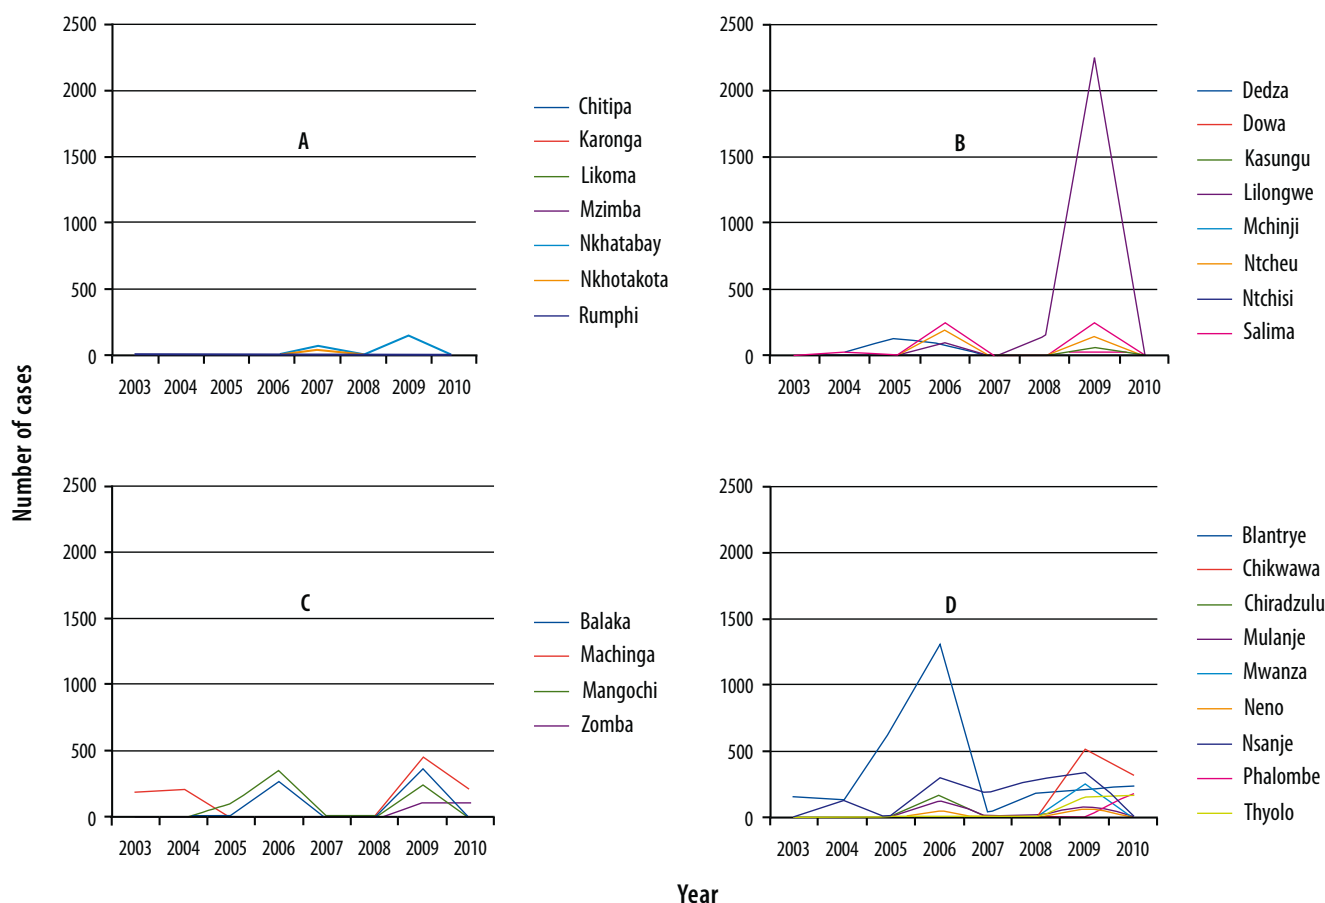 Number of cases
2500
2000
1500
1000
500
0
A
2003 2004 2005 2006 2007 2008 2009 2010
Chitipa
Karonga
Likoma
Mzimba
Nkhatabay
Nkhotakota
Rumphi
2500
2000
1500
1000
500
0
B
2003 2004 2005 2006 2007 2008 2009 2010
Dedza
Dowa
Kasungu
Lilongwe
Mchinji
Ntcheu
Ntchisi
Salima
2500
2000
1500
1000
500
0
C
2003 2004 2005 2006 2007 2008 2009 2010
Balaka
Machinga
Mangochi
Zomba
2500
2000
1500
1000
500
0
D
2003 2004 2005 2006 2007 2008 2009 2010
Blantrye
Chikwawa
Chiradzulu
Mulanje
Mwanza
Neno
Nsanje
Phalombe
Thyolo
Year